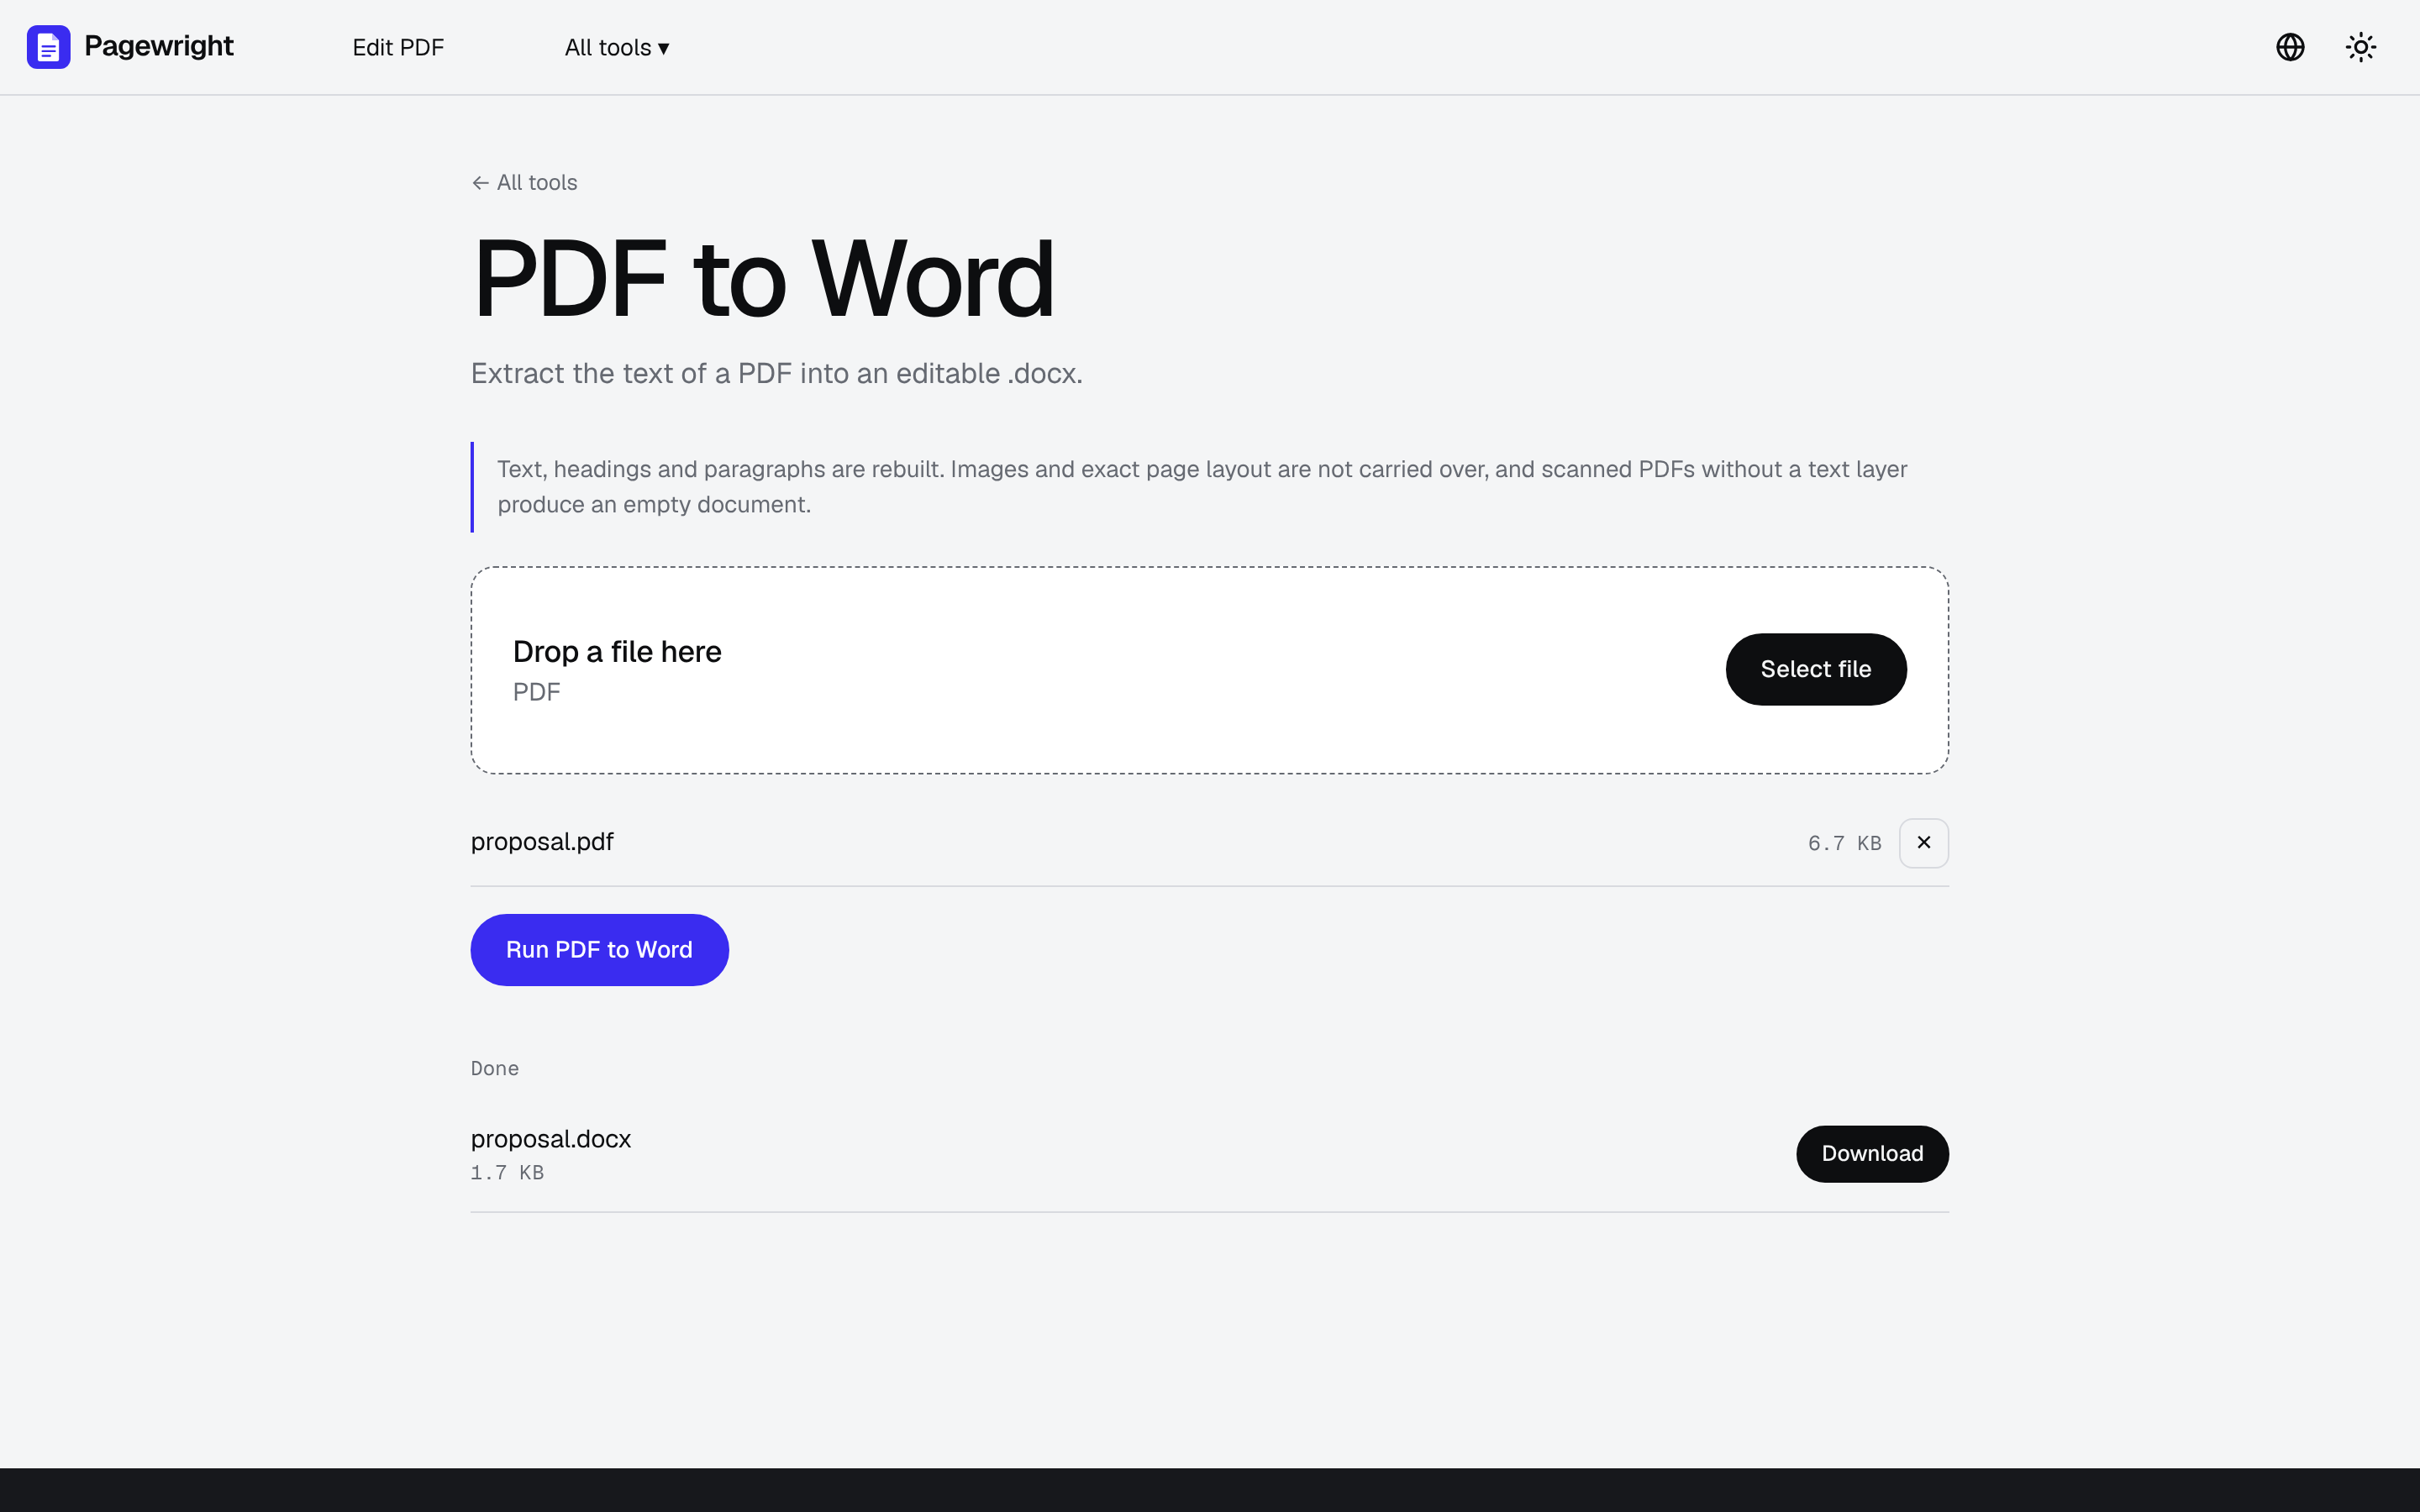 Pagewright
Edit PDF
All tools ▾
← All tools
PDF to Word
Extract the text of a PDF into an editable .docx.
Text, headings and paragraphs are rebuilt. Images and exact page layout are not carried over, and scanned PDFs without a text layer
produce an empty document.
Drop a file here
PDF
Select file
proposal.pdf
6.7 KB
✕
Run PDF to Word
Done
proposal.docx
1.7 KB
Download